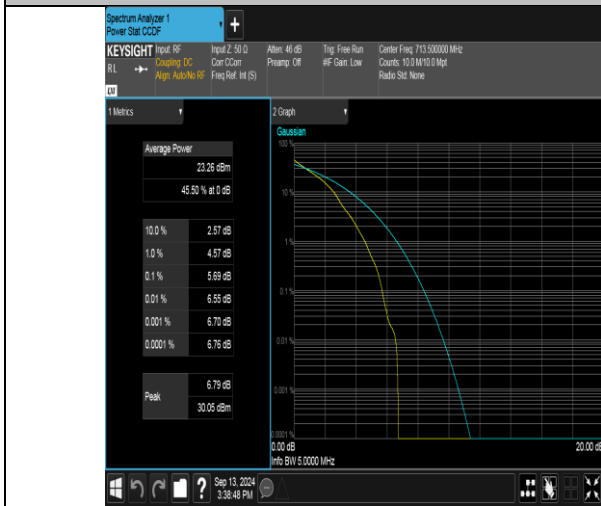 Spectrum Analyzer 1
Power Stat CCDF
+
KEYSIGHT
RL
Input: RF
Coupling: DC
Align: Auto/No RF
Input Z: 50 Ω
Corr CCorr
Freq Ref: Int (S)
Atten: 46 dB
Preamp: Off
Trig: Free Run
#IF Gain: Low
Center Freq: 713.500000 MHz
Counts: 10.0 M/10.0 Mpt
Radio Std: None
LXI
1 Metrics
Average Power
23.26 dBm
45.50 % at 0 dB
10.0 % 2.57 dB
1.0 % 4.57 dB
0.1 % 5.69 dB
0.01 % 6.55 dB
0.001 % 6.70 dB
0.0001 % 6.76 dB
Peak
6.79 dB
30.05 dBm
2 Graph
Gaussian
100 %
10 %
1 %
0.1 %
0.01 %
0.001 %
0.0001 %
0.00 dB
20.00 dB
Info BW 5.0000 MHz
?
Sep 13, 2024
3:38:48 PM